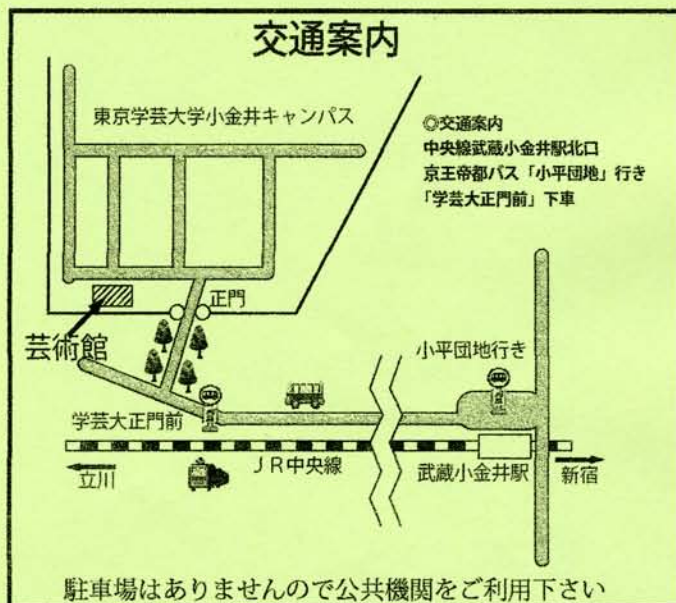 交通案内
東京学芸大学小金井キャンパス
◎交通案内
中央線武蔵小金井駅北口
京王帝都バス「小平団地」行き
「学芸大正門前」下車
正門
芸術館
小平団地行き
学芸大正門前
JR中央線
武蔵小金井駅
立川
新宿
駐車場はありませんので公共機関をご利用下さい